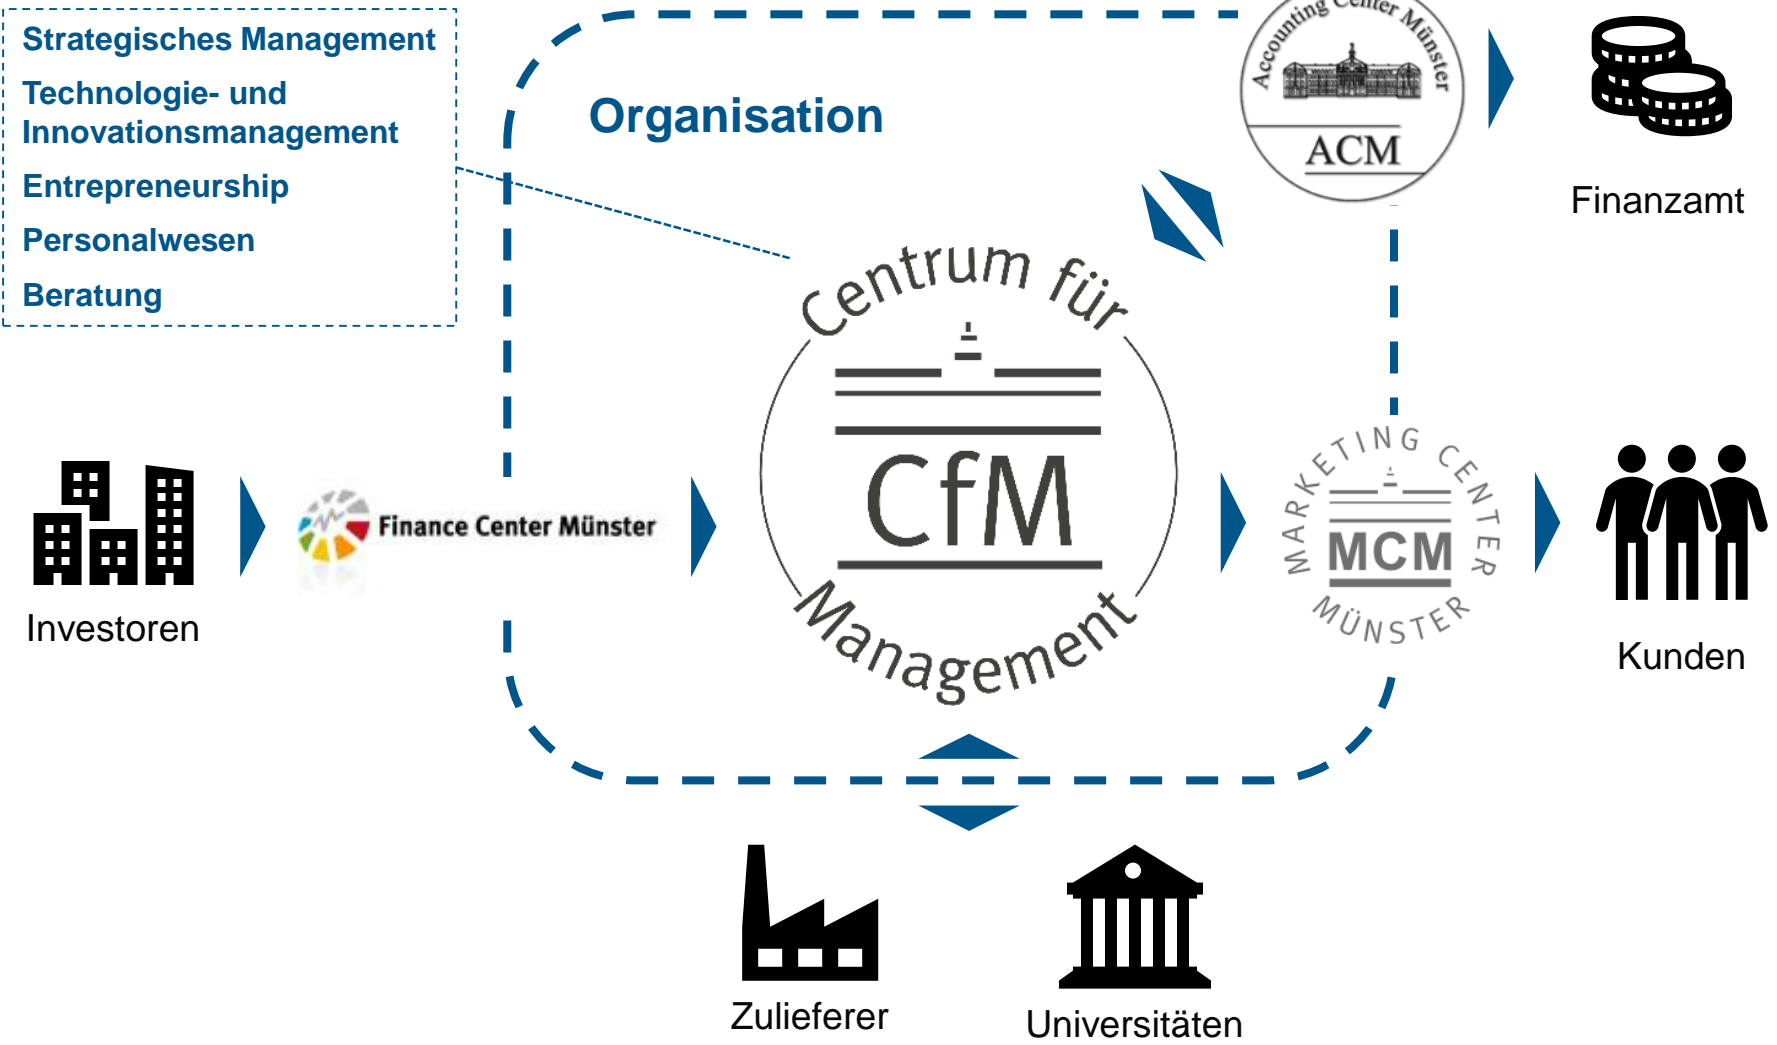 Strategisches Management
Technologie- und
Innovationsmanagement
Entrepreneurship
Personalwesen
Beratung
Organisation
Accounting Center Münster
ACM
Finanzamt
Centrum für
CfM
Management
Investoren
Finance Center Münster
MARKETING CENTER
MCM
MÜNSTER
Kunden
Zulieferer
Universitäten